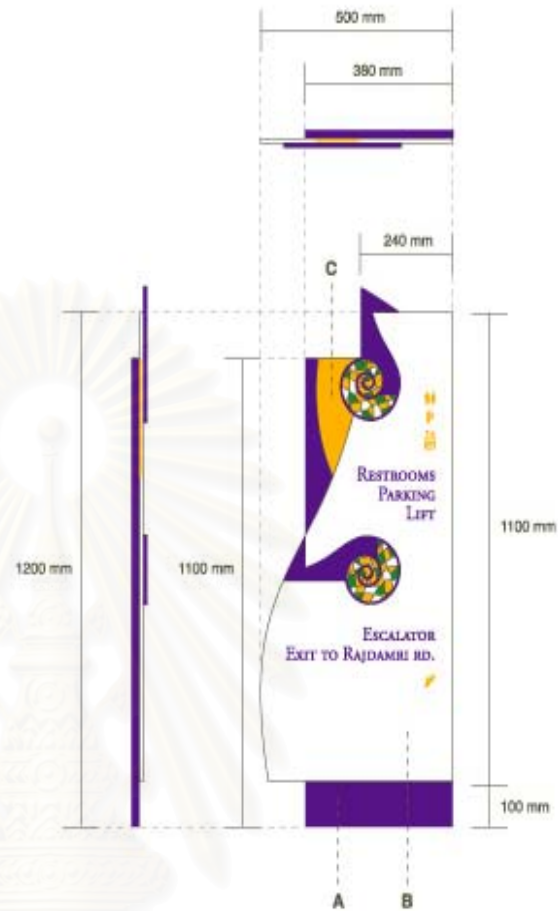 500 mm
380 mm
240 mm
C
P
RESTROOMS
PARKING
LIFT
1200 mm
1100 mm
1100 mm
ESCALATOR
EXIT TO RAJDAMRI RD.
100 mm
A
B